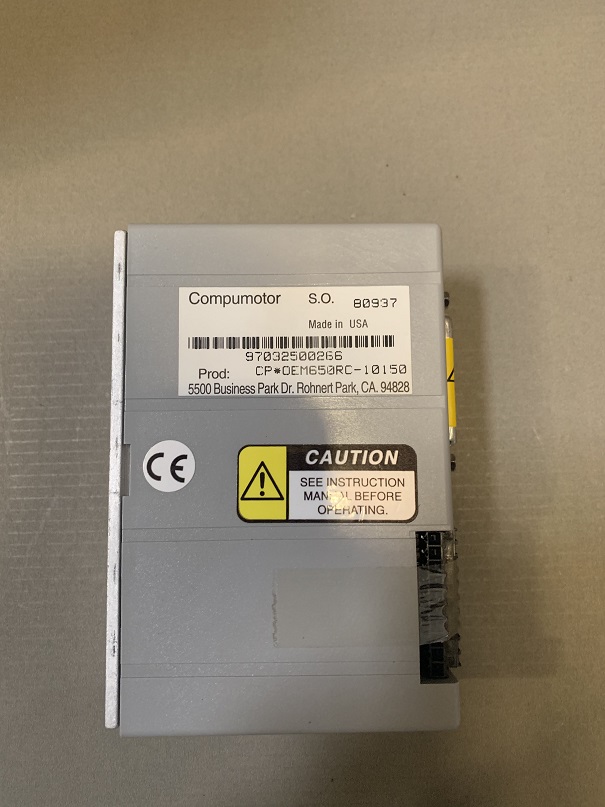 Compumotor S.O. 80937
Made in USA
97032500266
Prod: CP*OEM650RC-10150
5500 Business Park Dr. Rohnert Park, CA. 94828
CE
CAUTION
SEE INSTRUCTION
MANUAL BEFORE
OPERATING.